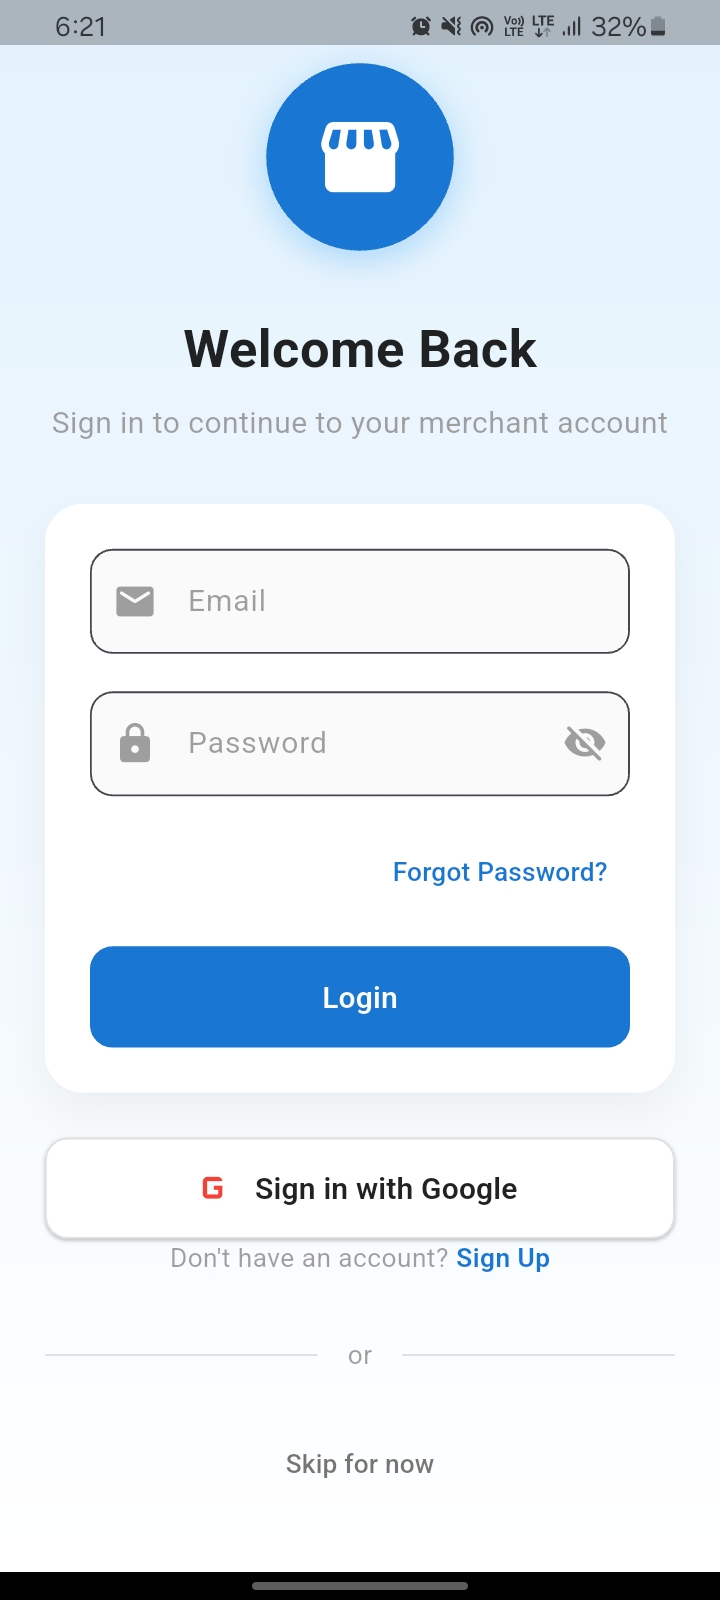 6:21 Vo)) LTE LTE 32%
Welcome Back
Sign in to continue to your merchant account
Email
Password
Forgot Password?
Login
G Sign in with Google
Don't have an account? Sign Up
or
Skip for now